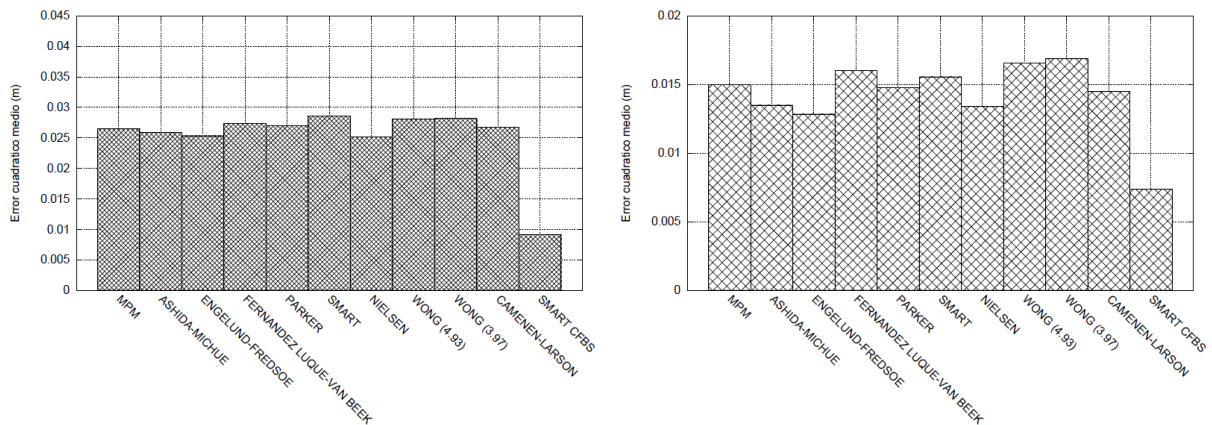 Error cuadratico medio (m)
0.045
0.04
0.035
0.03
0.025
0.02
0.015
0.01
0.005
0
MPM
ASHIDA-MICHUE
ENGELUND-FREDSOE
FERNANDEZ LUQUE-VAN BEEK
PARKER
SMART
NIELSEN
WONG (4.93)
WONG (3.97)
CAMENEN-LARSON
SMART CFBS
Error cuadratico medio (m)
0.02
0.015
0.01
0.005
0
MPM
ASHIDA-MICHUE
ENGELUND-FREDSOE
FERNANDEZ LUQUE-VAN BEEK
PARKER
SMART
NIELSEN
WONG (4.93)
WONG (3.97)
CAMENEN-LARSON
SMART CFBS